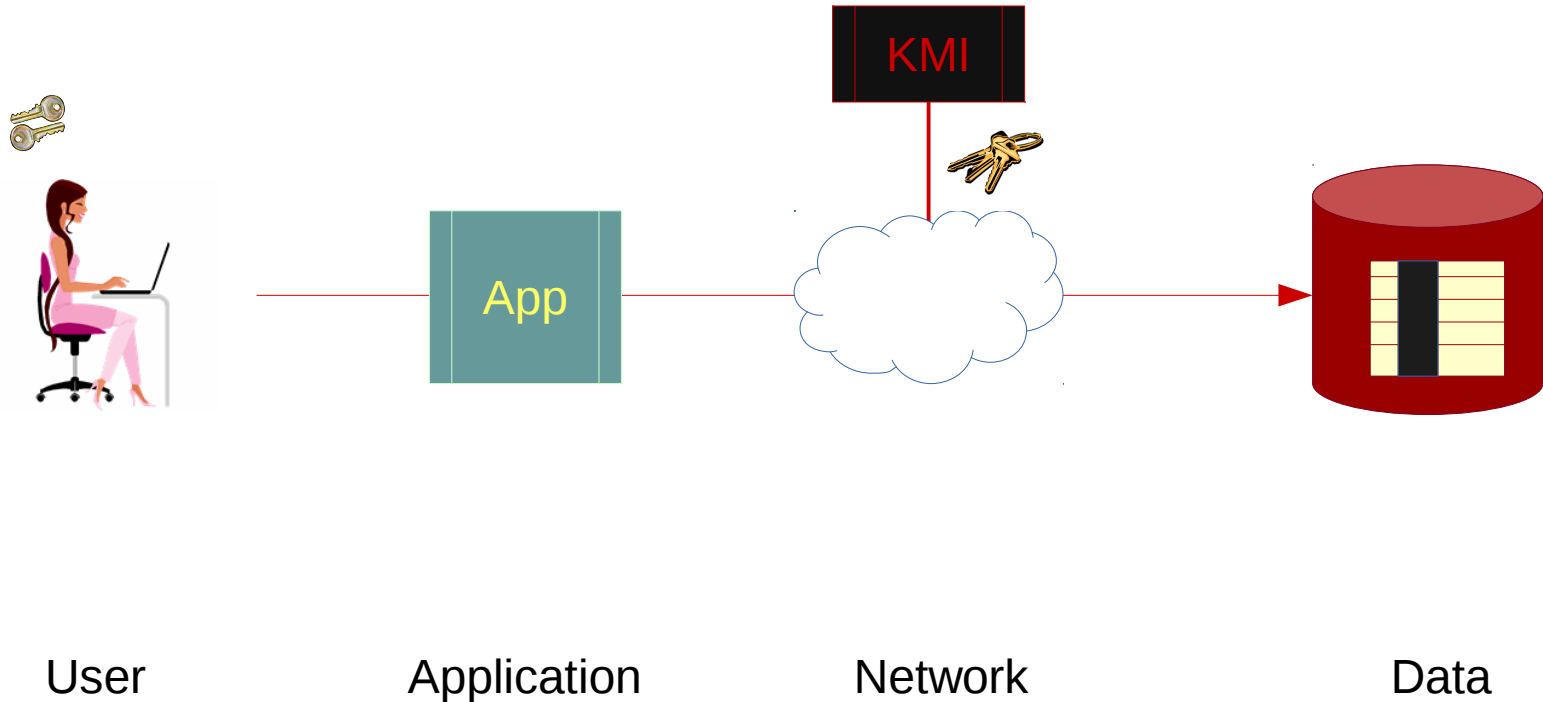 KMI
App
User
Application
Network
Data